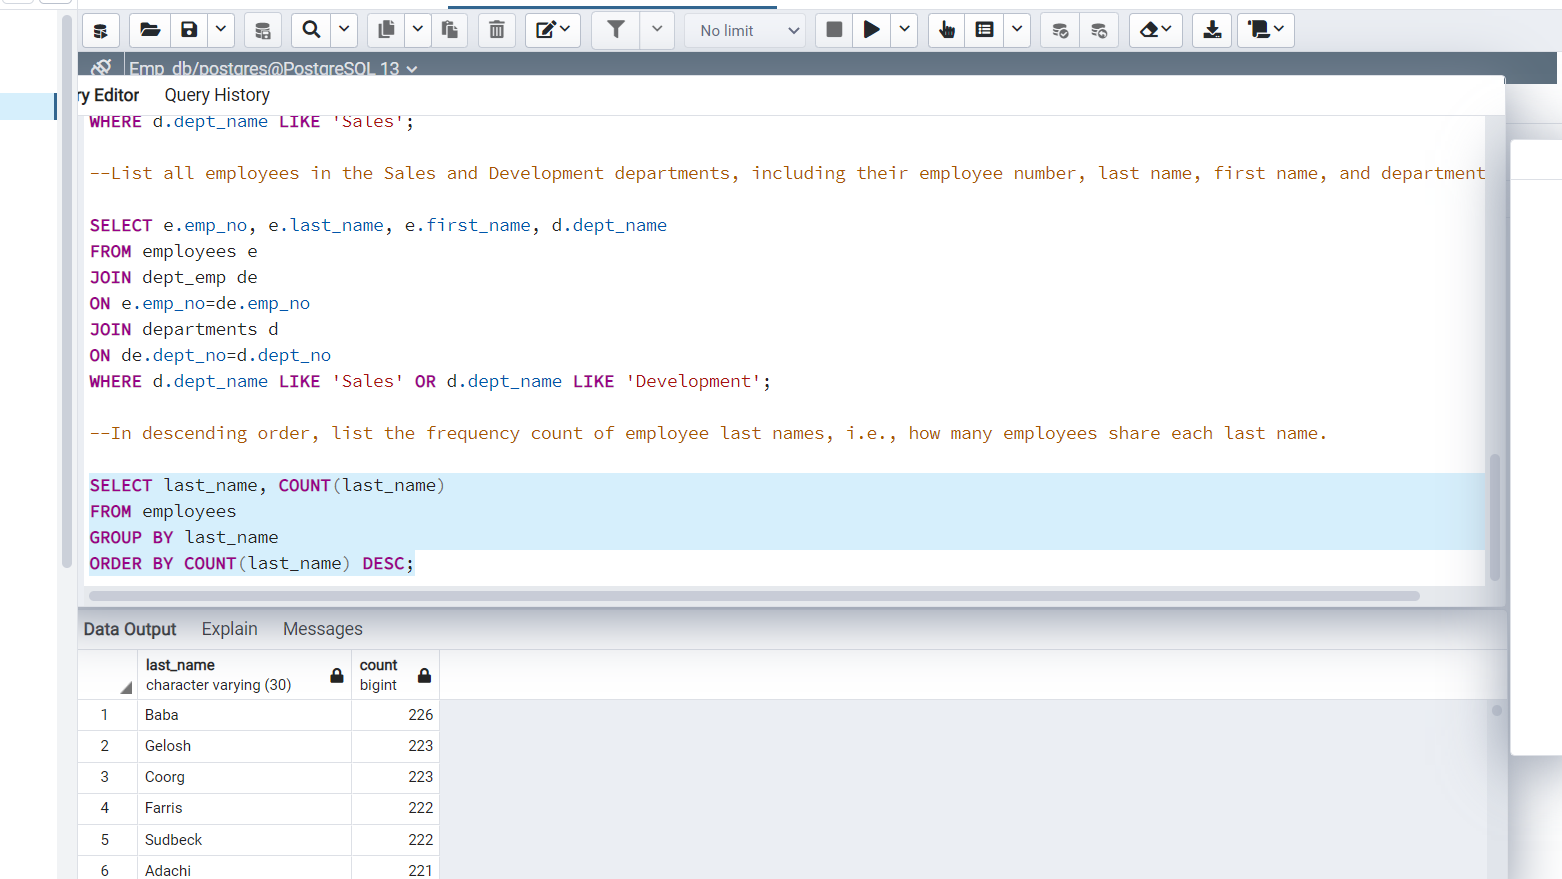 No limit
Emp_db/postgres@PostgreSQL 13
ry Editor Query History
WHERE d.dept_name LIKE 'Sales';
--List all employees in the Sales and Development departments, including their employee number, last name, first name, and department
SELECT e.emp_no, e.last_name, e.first_name, d.dept_name
FROM employees e
JOIN dept_emp de
ON e.emp_no=de.emp_no
JOIN departments d
ON de.dept_no=d.dept_no
WHERE d.dept_name LIKE 'Sales' OR d.dept_name LIKE 'Development';
--In descending order, list the frequency count of employee last names, i.e., how many employees share each last name.
SELECT last_name, COUNT(last_name)
FROM employees
GROUP BY last_name
ORDER BY COUNT(last_name) DESC;
Data Output Explain Messages
last_name count
character varying (30) bigint
1 Baba 226
2 Gelosh 223
3 Coorg 223
4 Farris 222
5 Sudbeck 222
6 Adachi 221